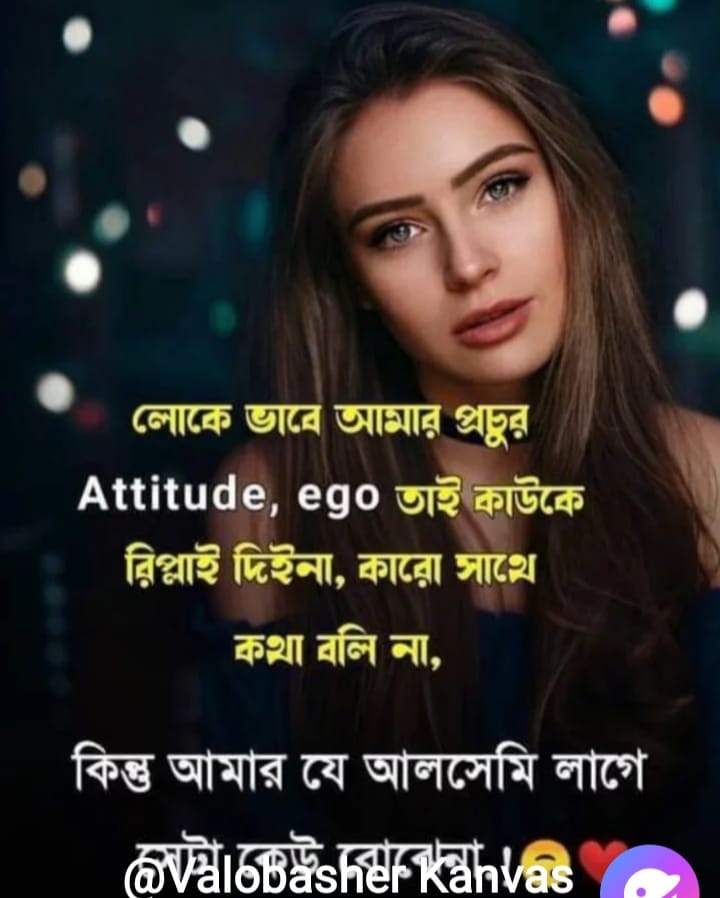 লোকে ভাবে আমার প্রচুর
Attitude, ego তাই কাউকে
রিপ্লাই দিইনা, কারো সাথে
কথা বলি না,
কিন্তু আমার যে আলসেমি লাগে
সেটা কেউ বোঝেনা.!
@Valobasher Kanvas